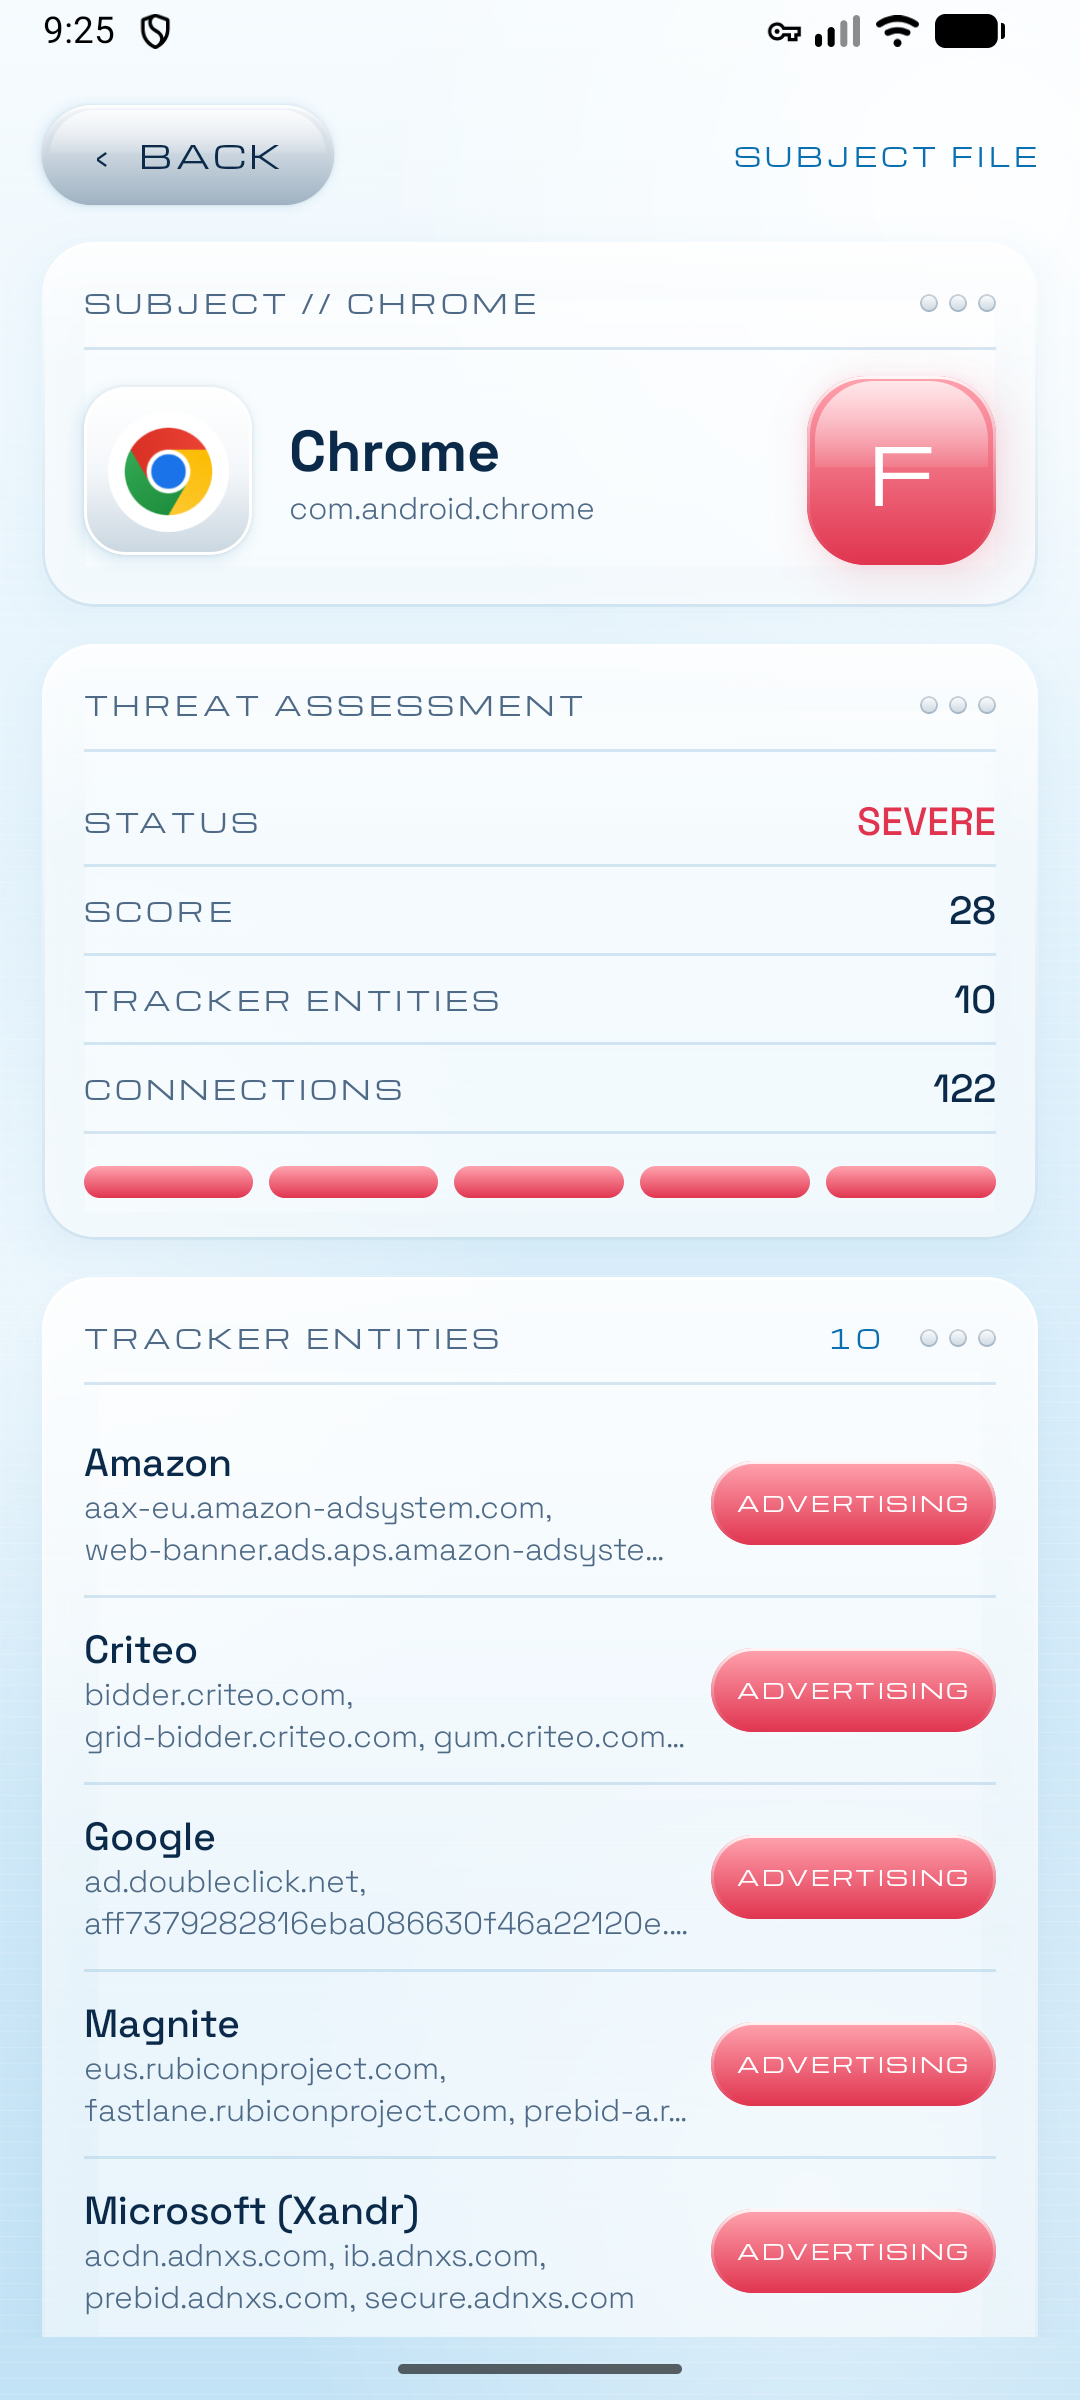 9:25
‹ BACK
SUBJECT FILE
SUBJECT // CHROME
Chrome
com.android.chrome
F
THREAT ASSESSMENT
STATUS SEVERE
SCORE 28
TRACKER ENTITIES 10
CONNECTIONS 122
TRACKER ENTITIES 10
Amazon
aax-eu.amazon-adsystem.com,
web-banner.ads.aps.amazon-adsyste...
ADVERTISING
Criteo
bidder.criteo.com,
grid-bidder.criteo.com, gum.criteo.com...
ADVERTISING
Google
ad.doubleclick.net,
aff7379282816eba086630f46a22120e....
ADVERTISING
Magnite
eus.rubiconproject.com,
fastlane.rubiconproject.com, prebid-a.r...
ADVERTISING
Microsoft (Xandr)
acdn.adnxs.com, ib.adnxs.com,
prebid.adnxs.com, secure.adnxs.com
ADVERTISING